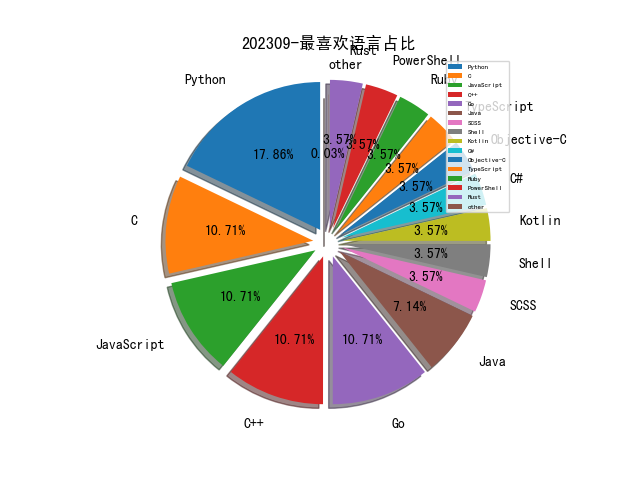 202309-最喜欢语言占比
Rust
other
PowerShell
Ruby
TypeScript
Objective-C
C#
Kotlin
Shell
SCSS
Java
Go
C++
JavaScript
C
Python
17.86%
10.71%
10.71%
10.71%
10.71%
7.14%
3.57%
3.57%
3.57%
3.57%
3.57%
3.57%
3.57%
3.57%
3.57%
0.03%
Python
C
JavaScript
C++
Go
Java
SCSS
Shell
Kotlin
C#
Objective-C
TypeScript
Ruby
PowerShell
Rust
other